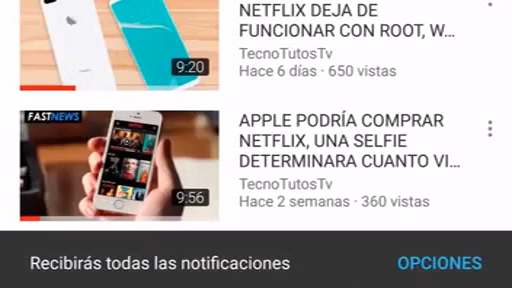 NETFLIX DEJA DE
FUNCIONAR CON ROOT, W...
TecnoTutosTv
Hace 6 días · 650 vistas
9:20
FASTNEWS
APPLE PODRÍA COMPRAR
NETFLIX, UNA SELFIE
DETERMINARA CUANTO VI...
TecnoTutosTv
Hace 2 semanas · 360 vistas
9:56
Recibirás todas las notificaciones
OPCIONES